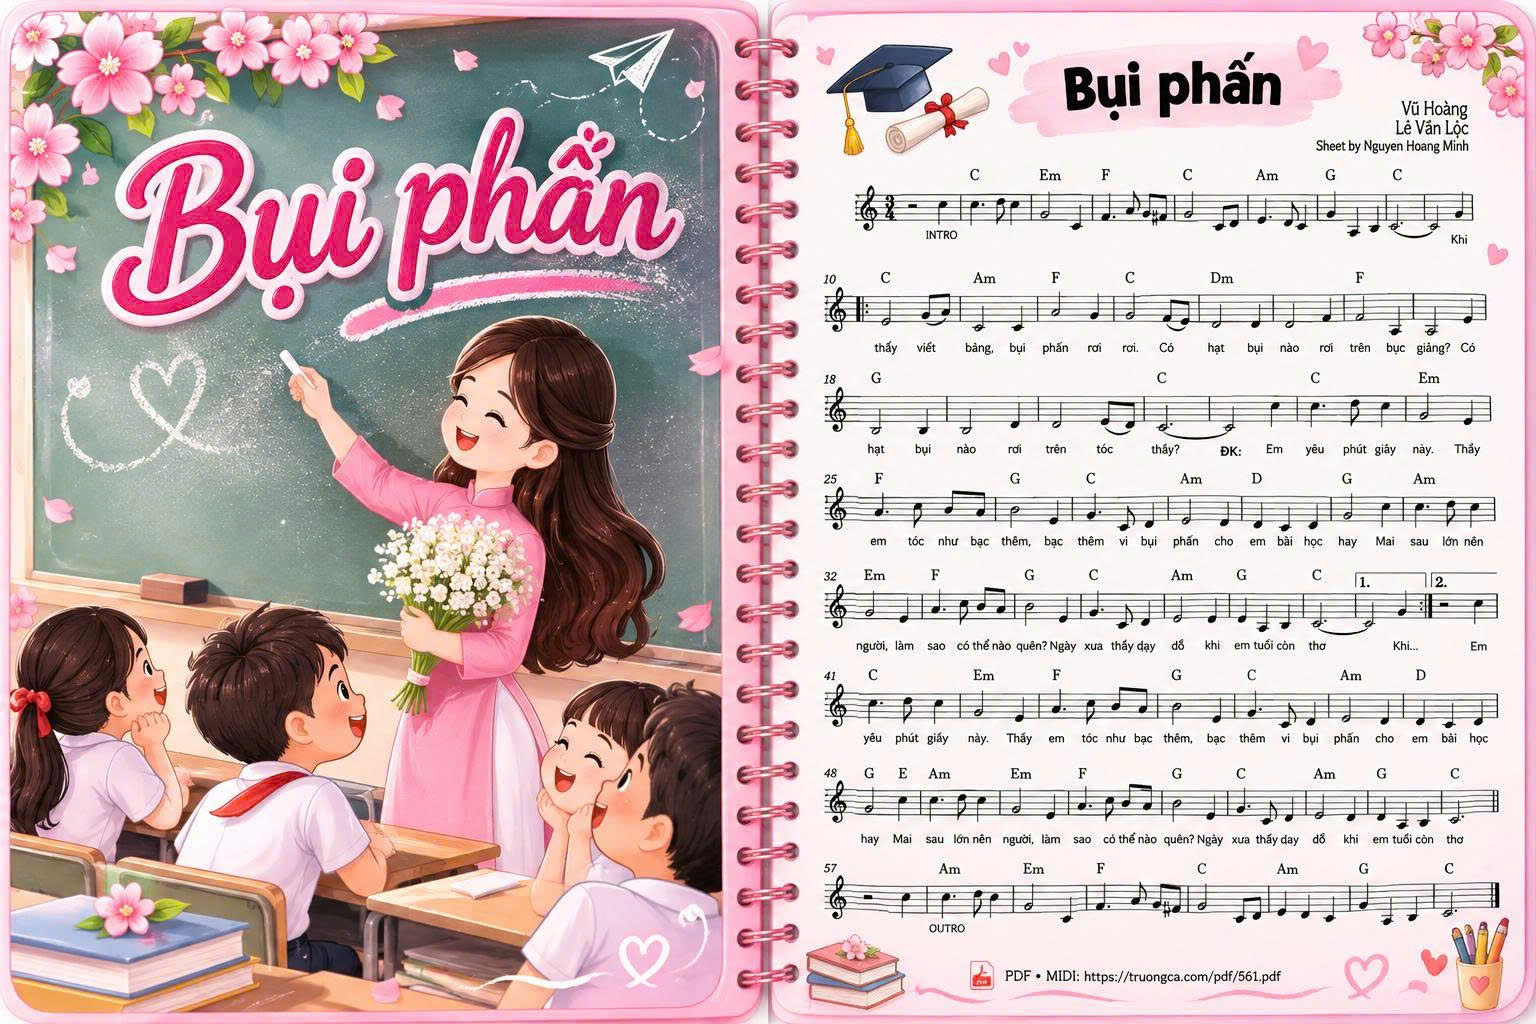 Bụi phấn
Bụi phấn
Vũ Hoàng
Lê Văn Lộc
Sheet by Nguyen Hoang Minh
C Em F C Am G C
3
4
INTRO
Khi
10 C Am F C Dm F
thầy viết bảng, bụi phấn rơi rơi. Có hạt bụi nào rơi trên bục giảng? Có
18 G C C Em
hạt bụi nào rơi trên tóc thầy? ĐK: Em yêu phút giây này. Thầy
25 F G C Am D G Am
em tóc như bạc thêm, bạc thêm vì bụi phấn cho em bài học hay Mai sau lớn nên
32 Em F G C Am G C 1. 2.
người, làm sao có thể nào quên? Ngày xưa thầy dạy dỗ khi em tuổi còn thơ Khi... Em
41 C Em F G C Am D
yêu phút giây này. Thầy em tóc như bạc thêm, bạc thêm vì bụi phấn cho em bài học
48 G E Am Em F G C Am G C
hay Mai sau lớn nên người, làm sao có thể nào quên? Ngày xưa thầy dạy dỗ khi em tuổi còn thơ
57 Am Em F C Am G C
OUTRO
PDF • MIDI: https://truongca.com/pdf/561.pdf